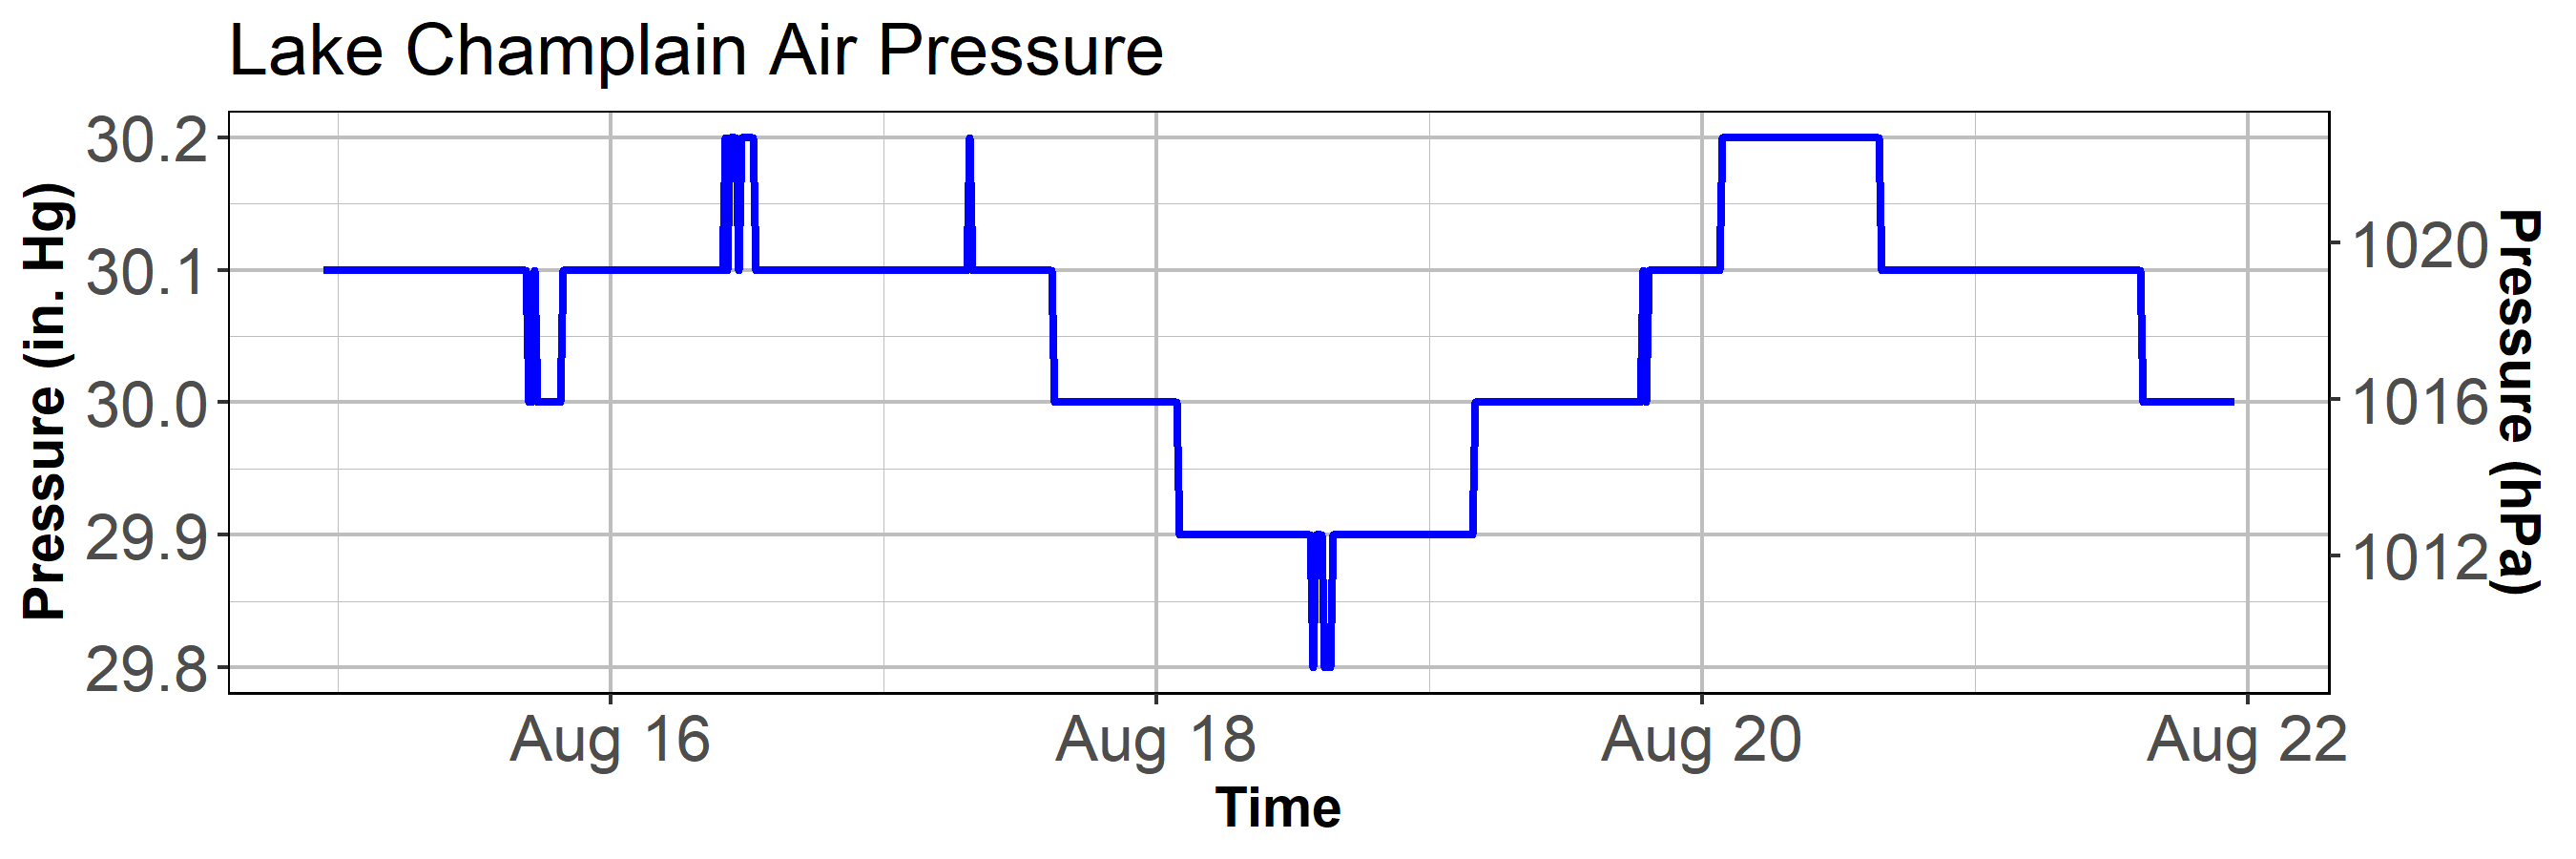 Lake Champlain Air Pressure
Pressure (in. Hg)
30.2
30.1
30.0
29.9
29.8
1020
1016
1012
Pressure (hPa)
Aug 16
Aug 18
Aug 20
Aug 22
Time